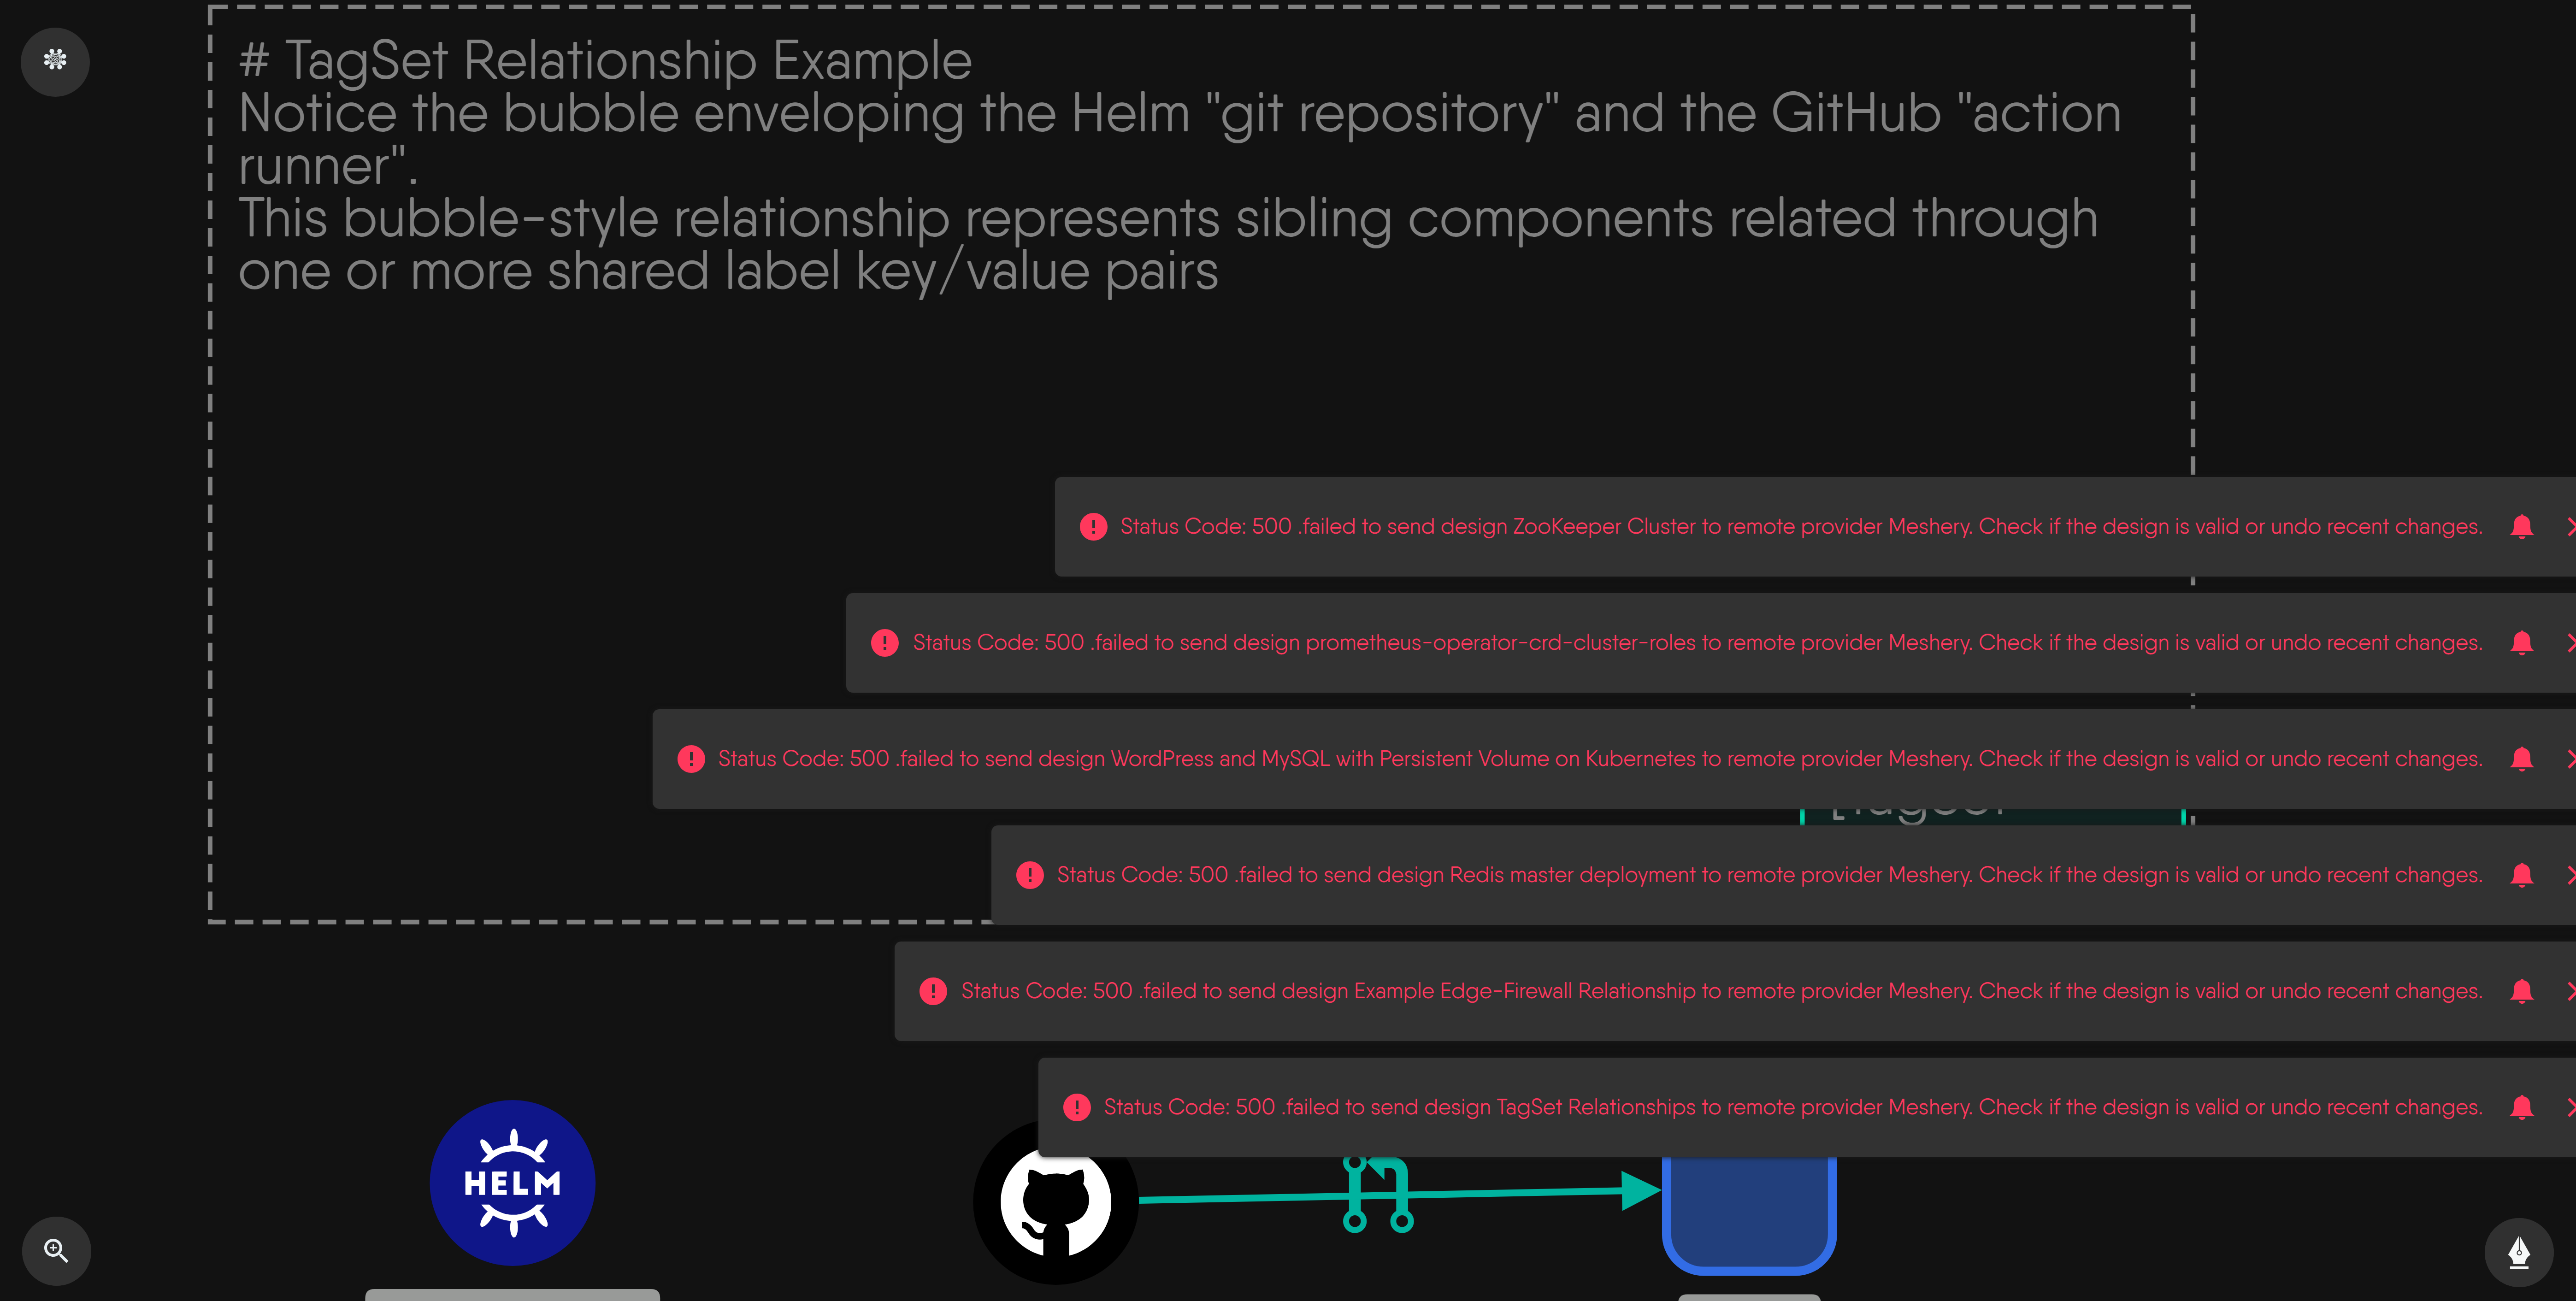 # TagSet Relationship Example
Notice the bubble enveloping the Helm "git repository" and the GitHub "action
runner".
This bubble-style relationship represents sibling components related through
one or more shared label key/value pairs
Status Code: 500 .failed to send design ZooKeeper Cluster to remote provider Meshery. Check if the design is valid or undo recent changes.
Status Code: 500 .failed to send design prometheus-operator-crd-cluster-roles to remote provider Meshery. Check if the design is valid or undo recent changes.
Status Code: 500 .failed to send design WordPress and MySQL with Persistent Volume on Kubernetes to remote provider Meshery. Check if the design is valid or undo recent changes.
Status Code: 500 .failed to send design Redis master deployment to remote provider Meshery. Check if the design is valid or undo recent changes.
Status Code: 500 .failed to send design Example Edge-Firewall Relationship to remote provider Meshery. Check if the design is valid or undo recent changes.
Status Code: 500 .failed to send design TagSet Relationships to remote provider Meshery. Check if the design is valid or undo recent changes.
HELM